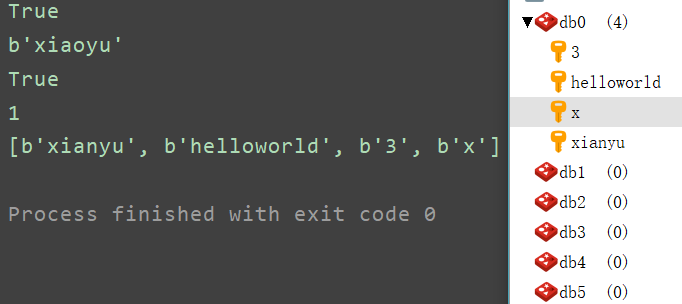 True
b'xiaoyu'
True
1
[b'xianyu', b'helloworld', b'3', b'x']
Process finished with exit code 0
db0 (4)
3
helloworld
x
xianyu
db1 (0)
db2 (0)
db3 (0)
db4 (0)
db5 (0)